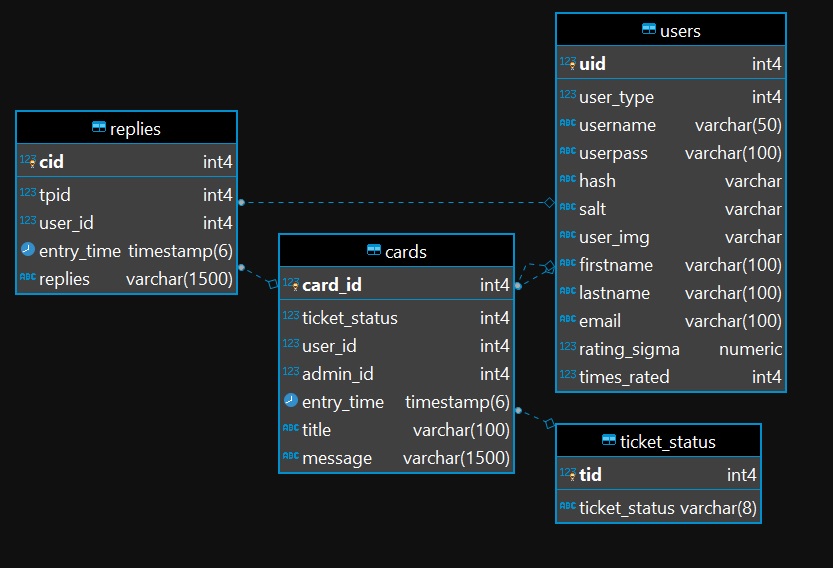 users
123 uid int4
123 user_type int4
ABC username varchar(50)
ABC userpass varchar(100)
ABC hash varchar
ABC salt varchar
ABC user_img varchar
ABC firstname varchar(100)
ABC lastname varchar(100)
ABC email varchar(100)
123 rating_sigma numeric
123 times_rated int4
replies
123 cid int4
123 tpid int4
123 user_id int4
entry_time timestamp(6)
ABC replies varchar(1500)
cards
123 card_id int4
123 ticket_status int4
123 user_id int4
123 admin_id int4
entry_time timestamp(6)
ABC title varchar(100)
ABC message varchar(1500)
ticket_status
123 tid int4
ABC ticket_status varchar(8)